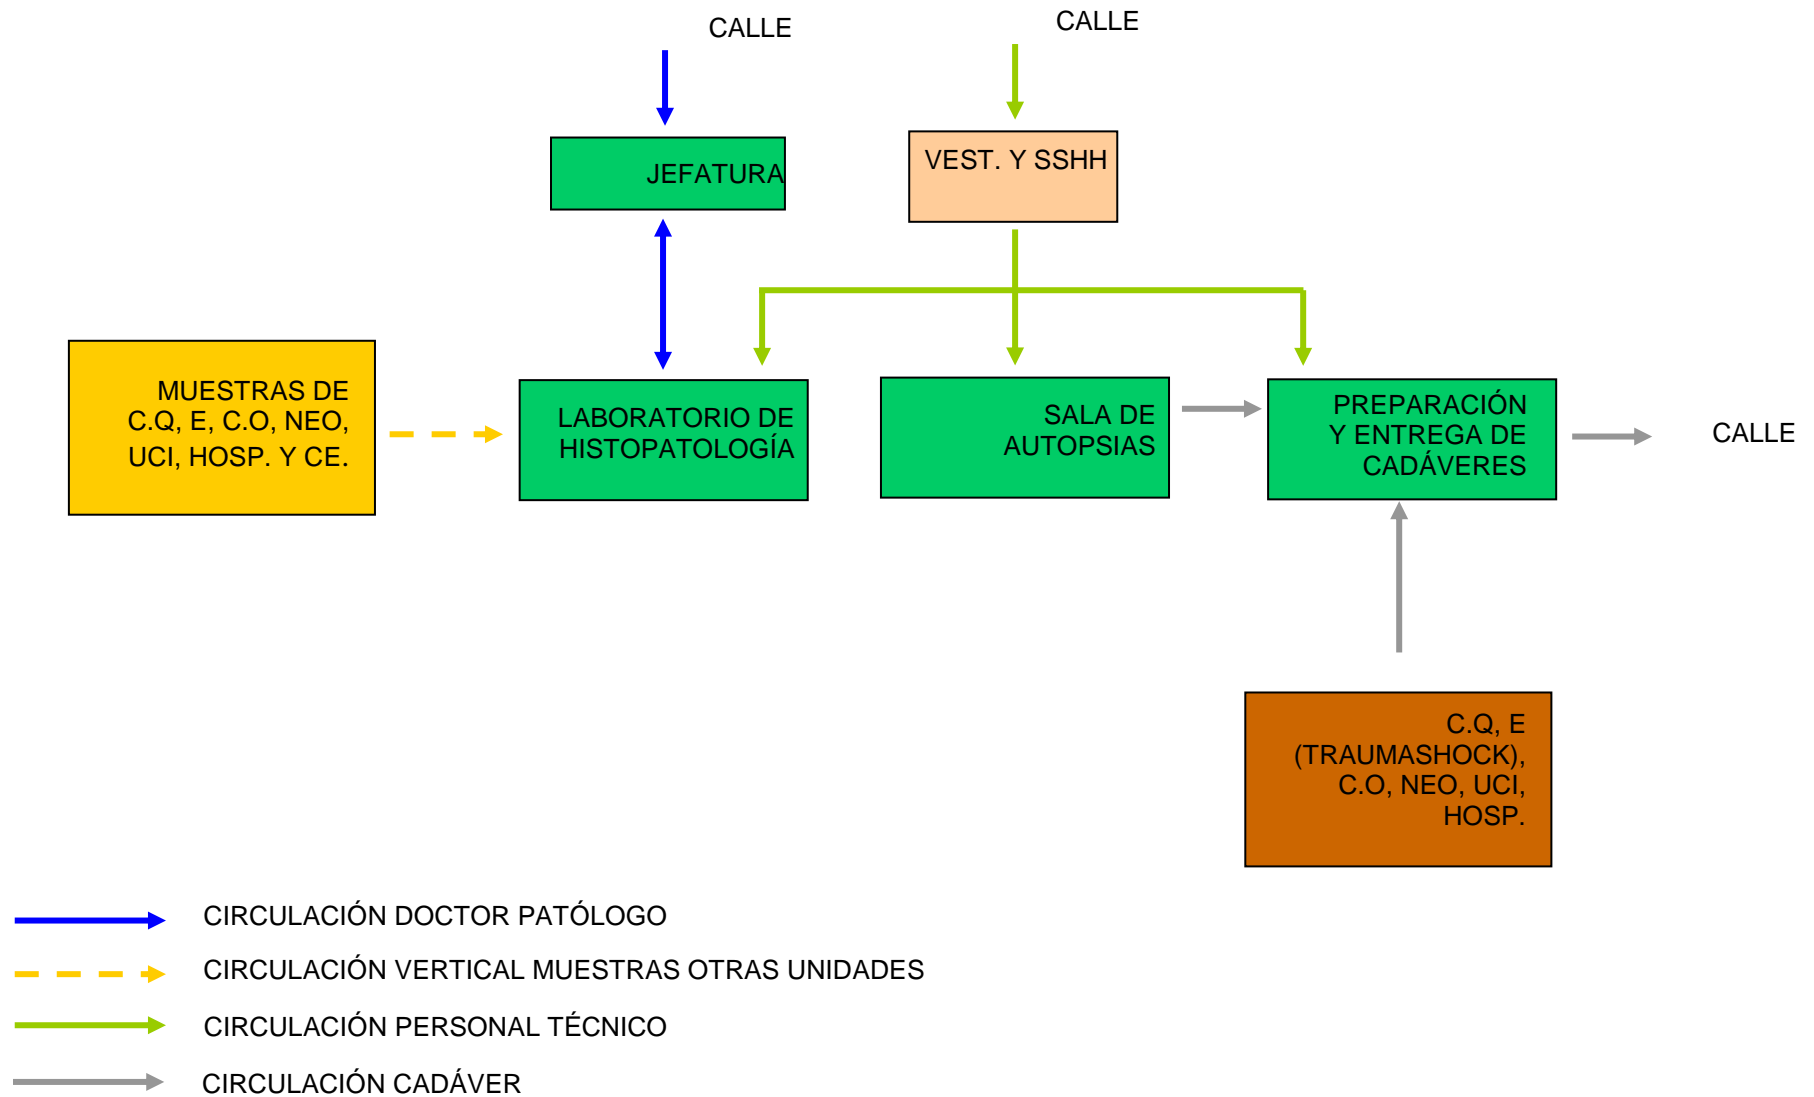 CALLE
CALLE
JEFATURA
VEST. Y SSHH
MUESTRAS DE
C.Q, E, C.O, NEO,
UCI, HOSP. Y CE.
LABORATORIO DE
HISTOPATOLOGÍA
SALA DE
AUTOPSIAS
PREPARACIÓN
Y ENTREGA DE
CADÁVERES
CALLE
C.Q, E
(TRAUMASHOCK),
C.O, NEO, UCI,
HOSP.
CIRCULACIÓN DOCTOR PATÓLOGO
CIRCULACIÓN VERTICAL MUESTRAS OTRAS UNIDADES
CIRCULACIÓN PERSONAL TÉCNICO
CIRCULACIÓN CADÁVER